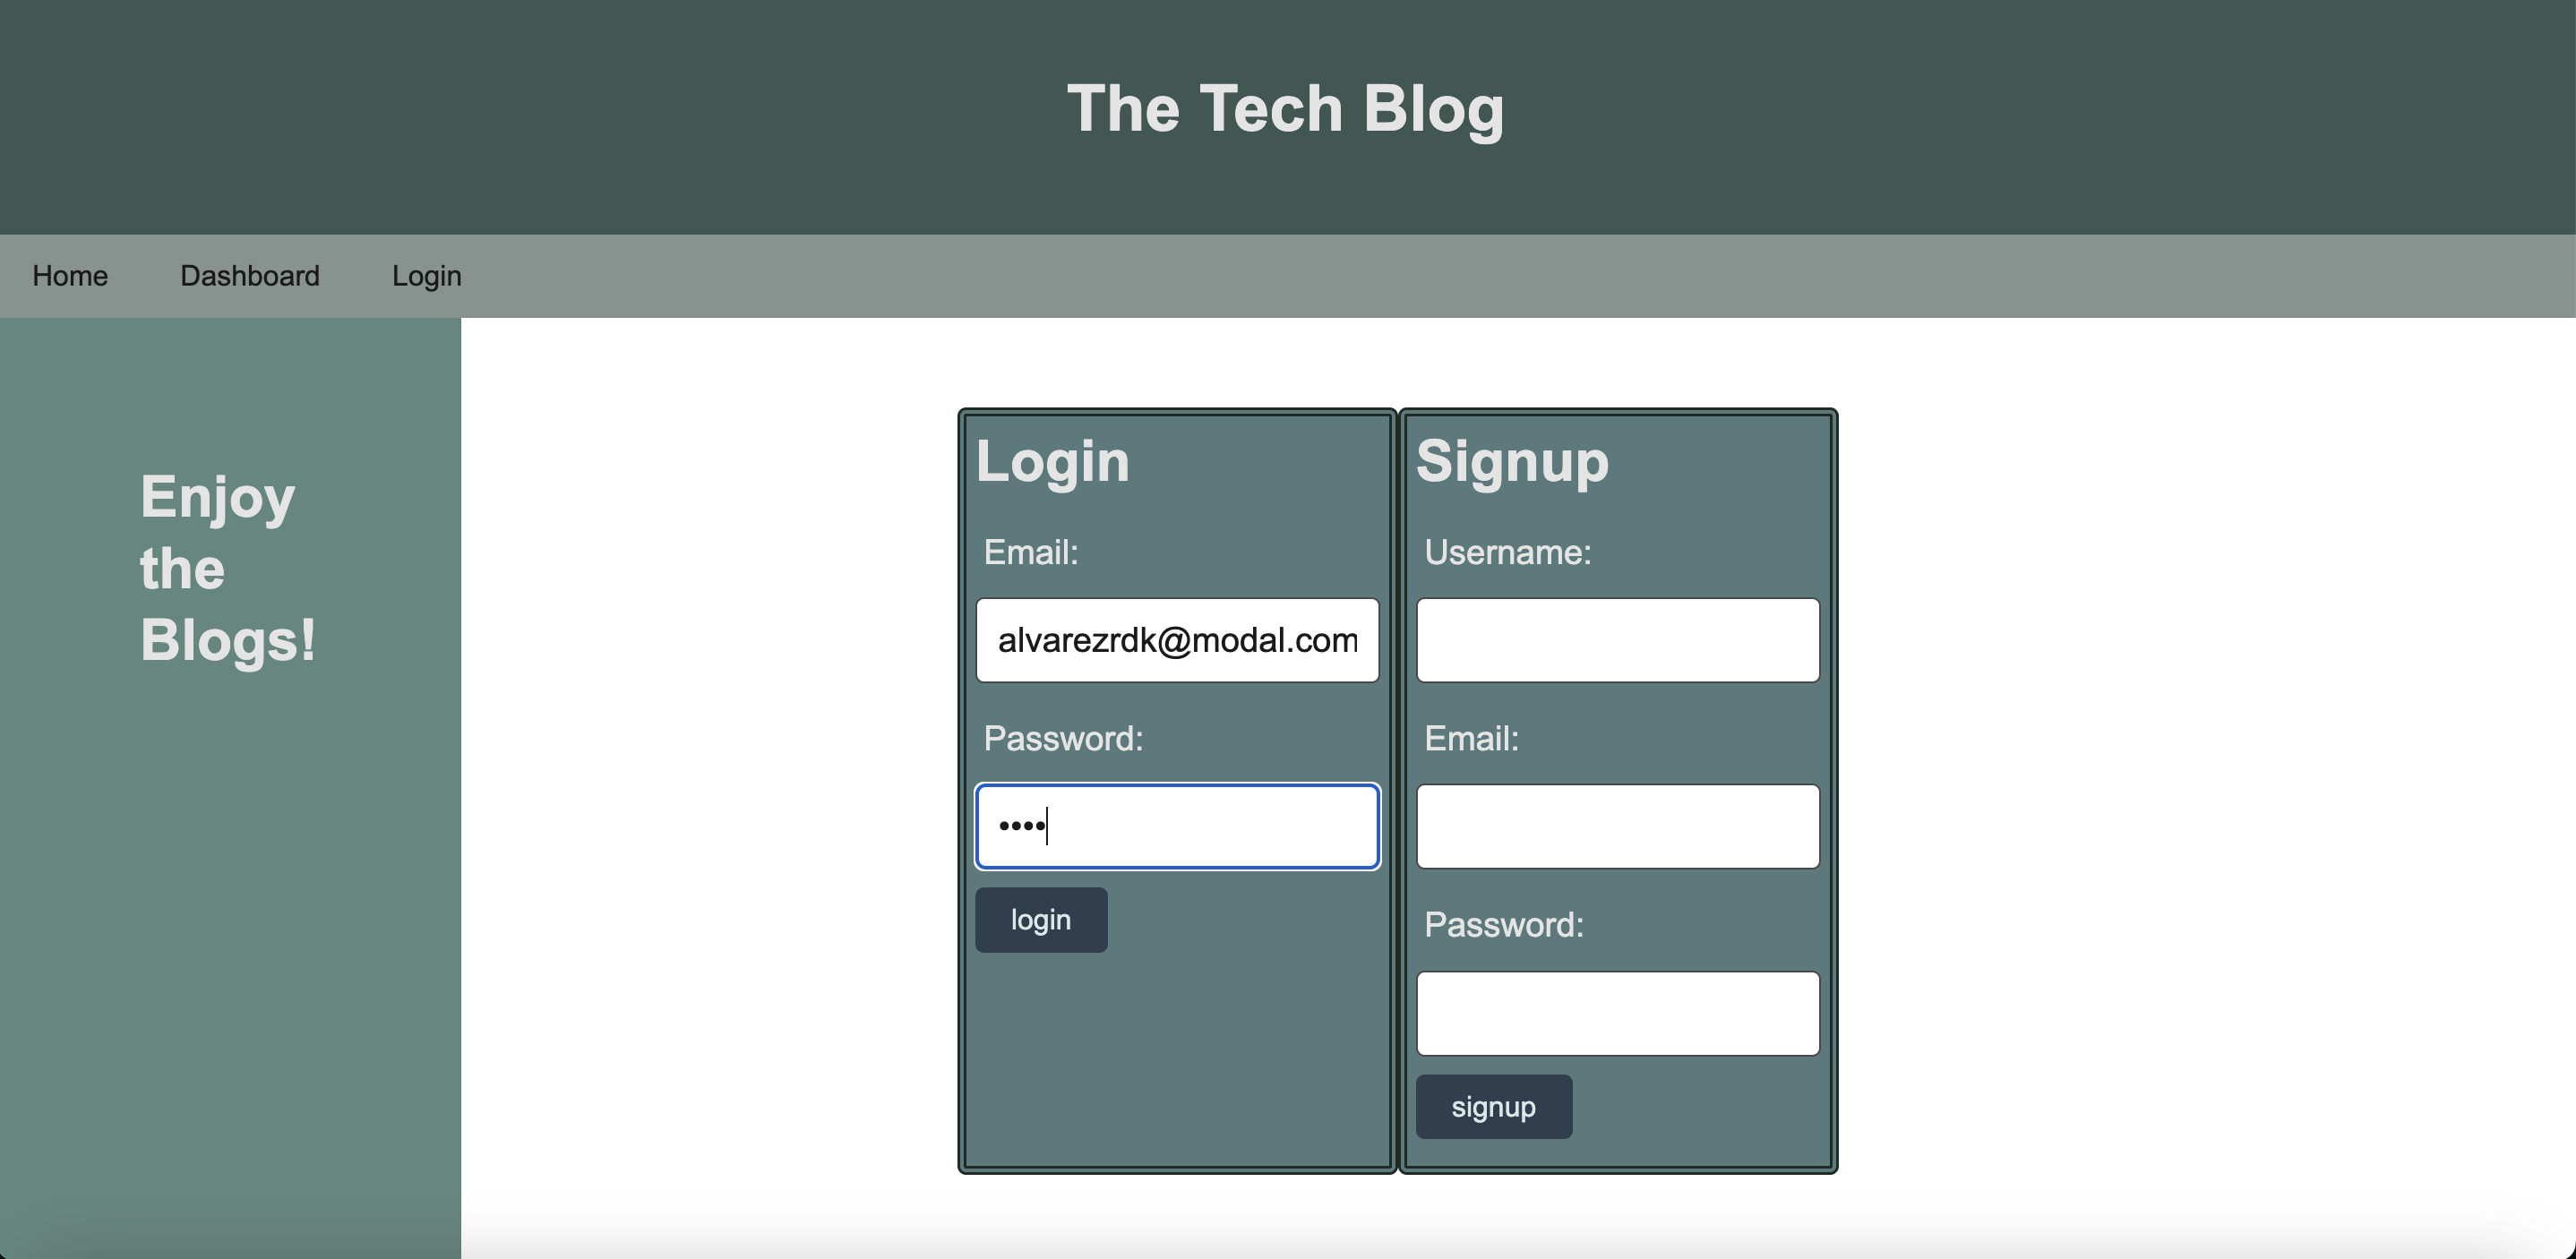 The Tech Blog
Home Dashboard Login
Enjoy
the
Blogs!
Login
Email:
alvarezrdk@modal.com
Password:
••••
login
Signup
Username:
Email:
Password:
signup